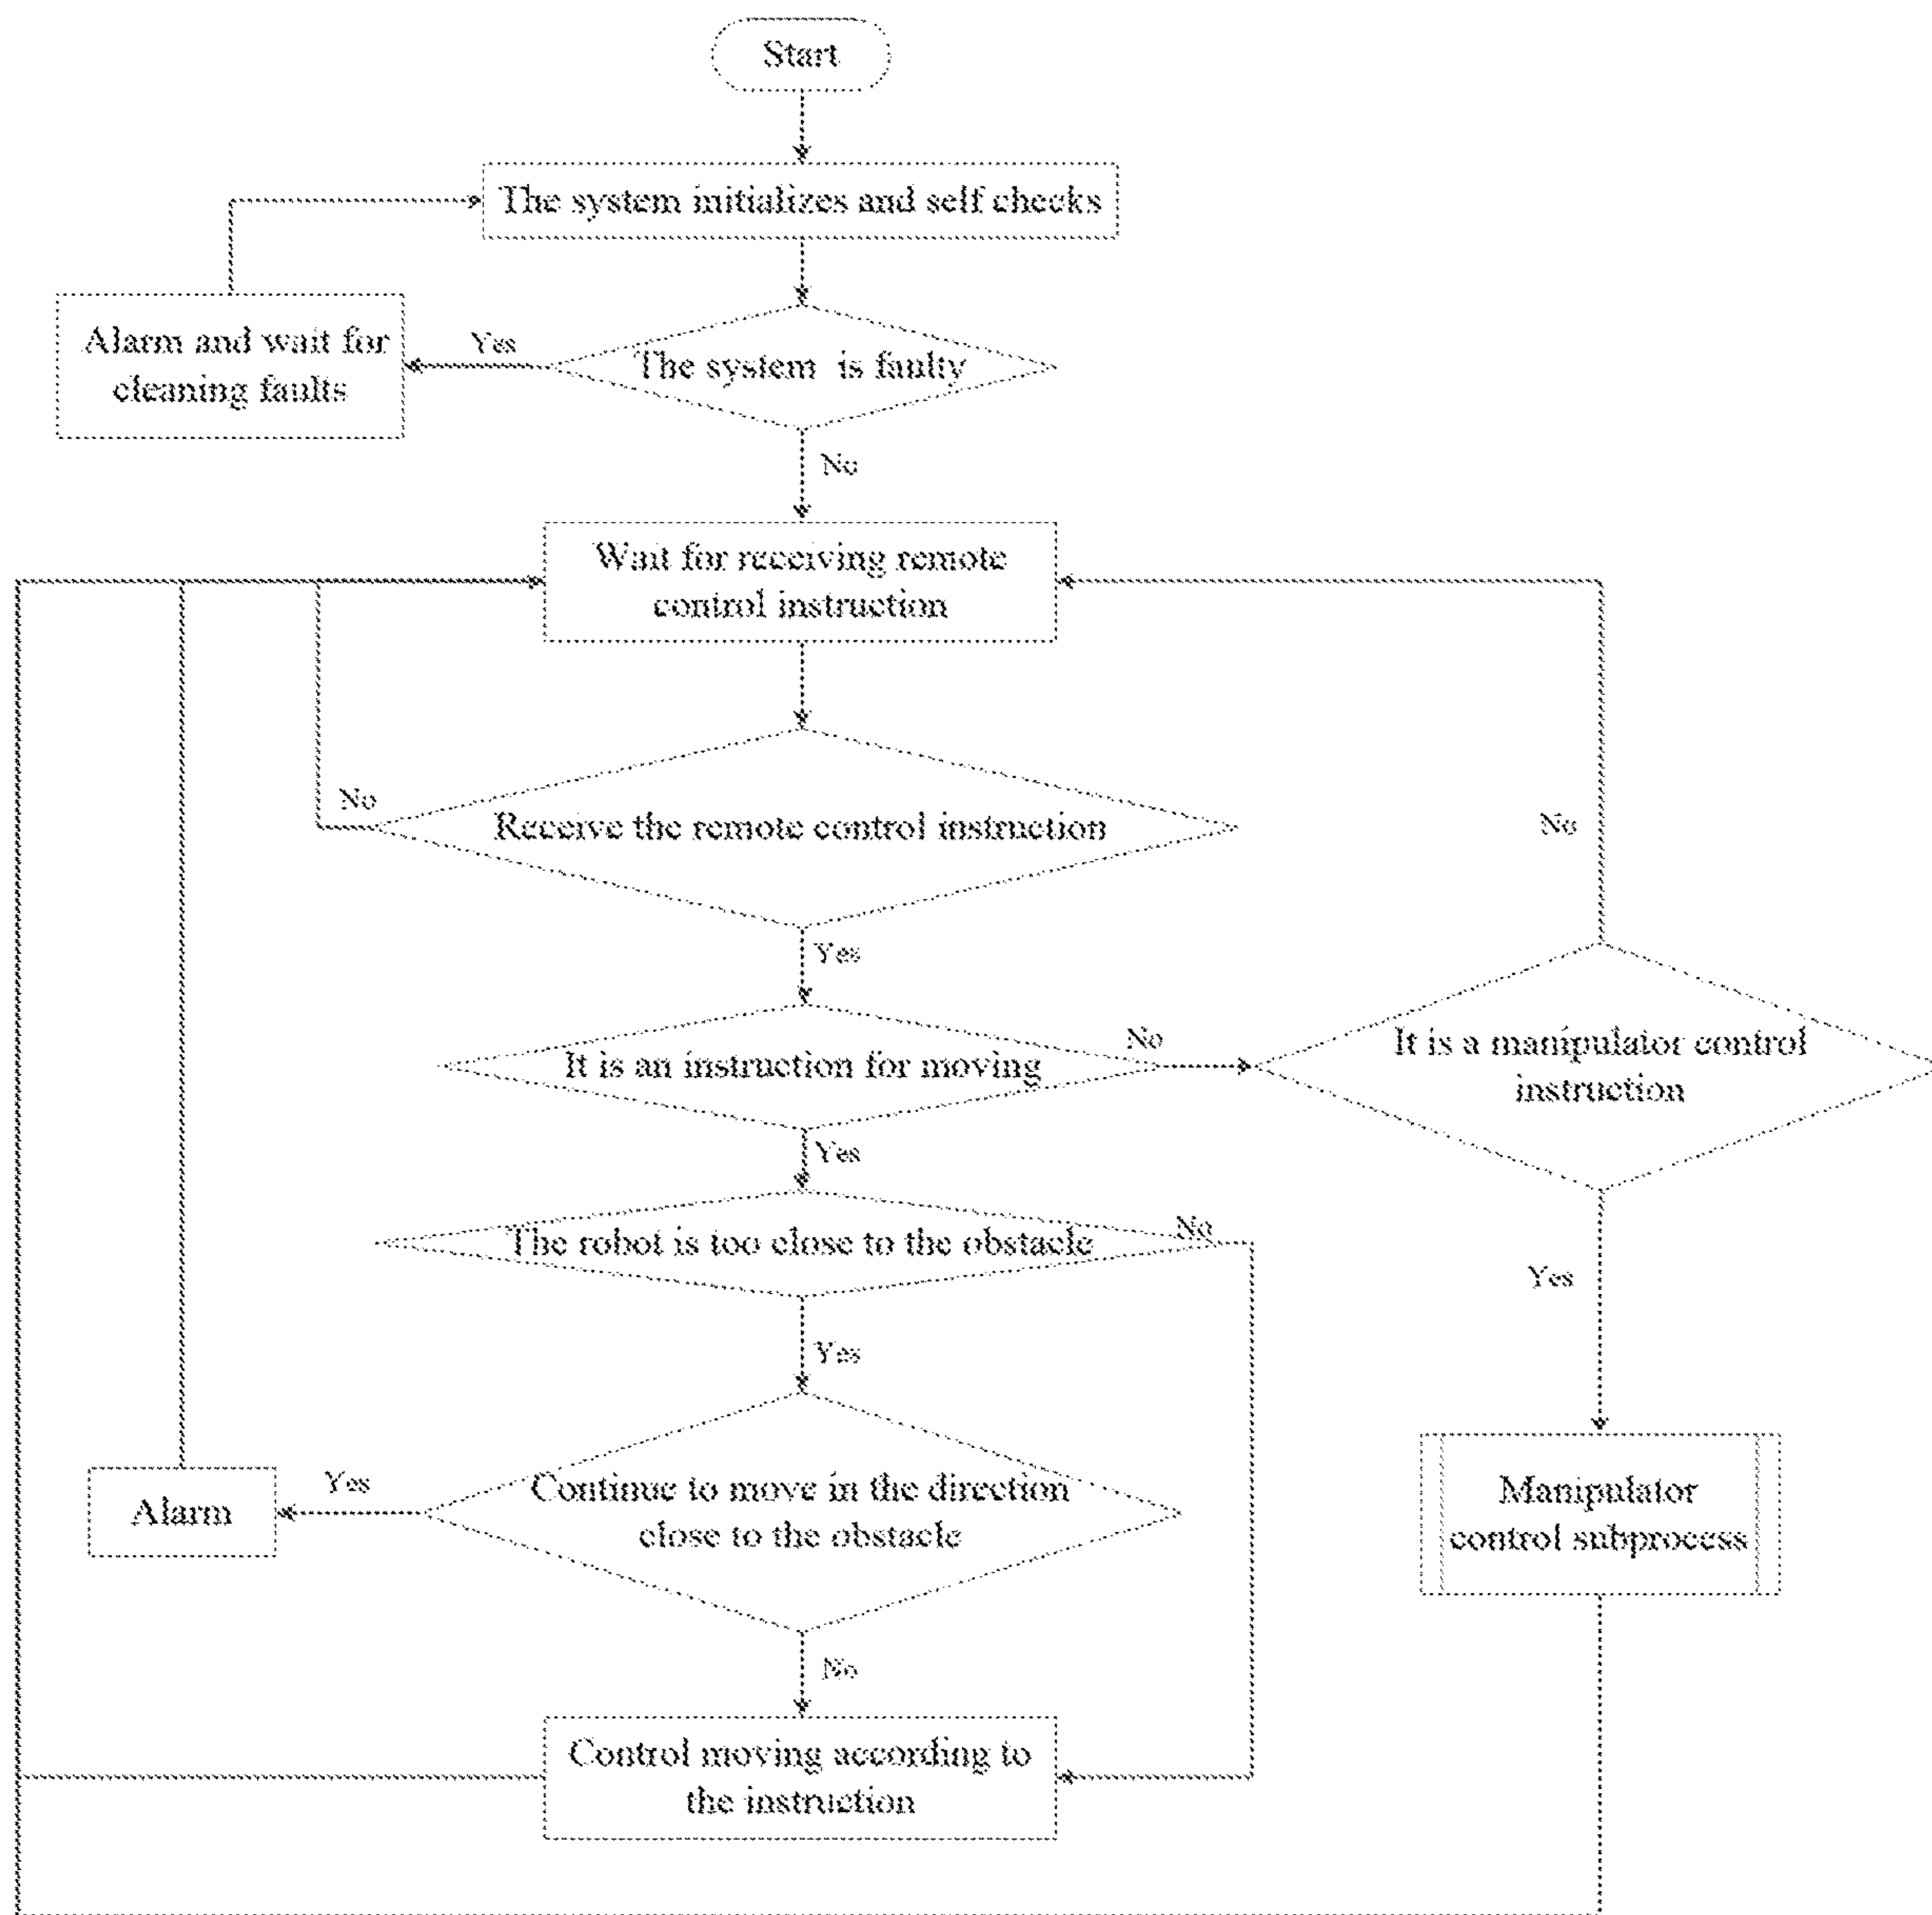 Start
The system initializes and self checks
Alarm and wait for
cleaning faults
Yes
The system is faulty
No
Wait for receiving remote
control instruction
No
Receive the remote control instruction
No
Yes
It is an instruction for moving
No
It is a manipulator control
instruction
Yes
The robot is too close to the obstacle
No
Yes
Yes
Alarm
Yes
Continue to move in the direction
close to the obstacle
Manipulator
control subprocess
No
Control moving according to
the instruction